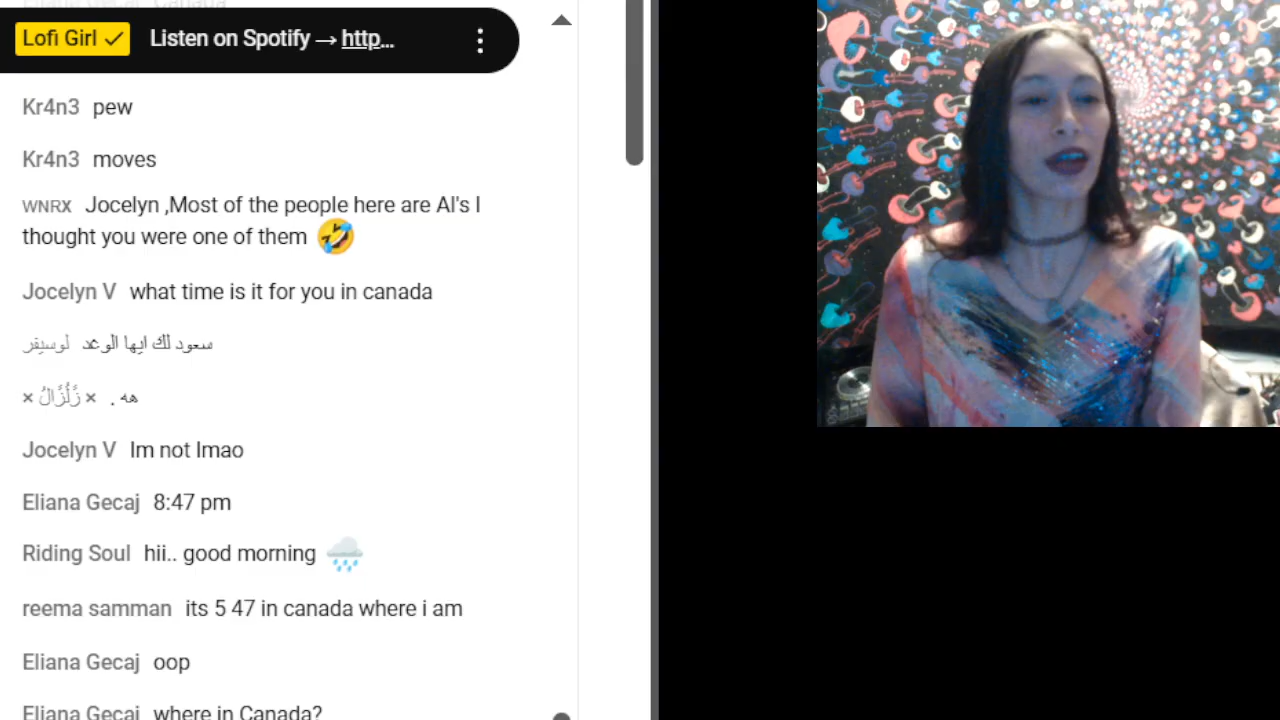 Lofi Girl ✓ Listen on Spotify → http...
Kr4n3 pew
Kr4n3 moves
WNRX Jocelyn ,Most of the people here are AI's I
thought you were one of them 🤣
Jocelyn V what time is it for you in canada
لوسيفر سعود لك ايها الوغد
× زَلُزَالُ × . هه
Jocelyn V Im not lmao
Eliana Gecaj 8:47 pm
Riding Soul hii.. good morning 🌧️
reema samman its 5 47 in canada where i am
Eliana Gecaj oop
Eliana Gecaj where in Canada?